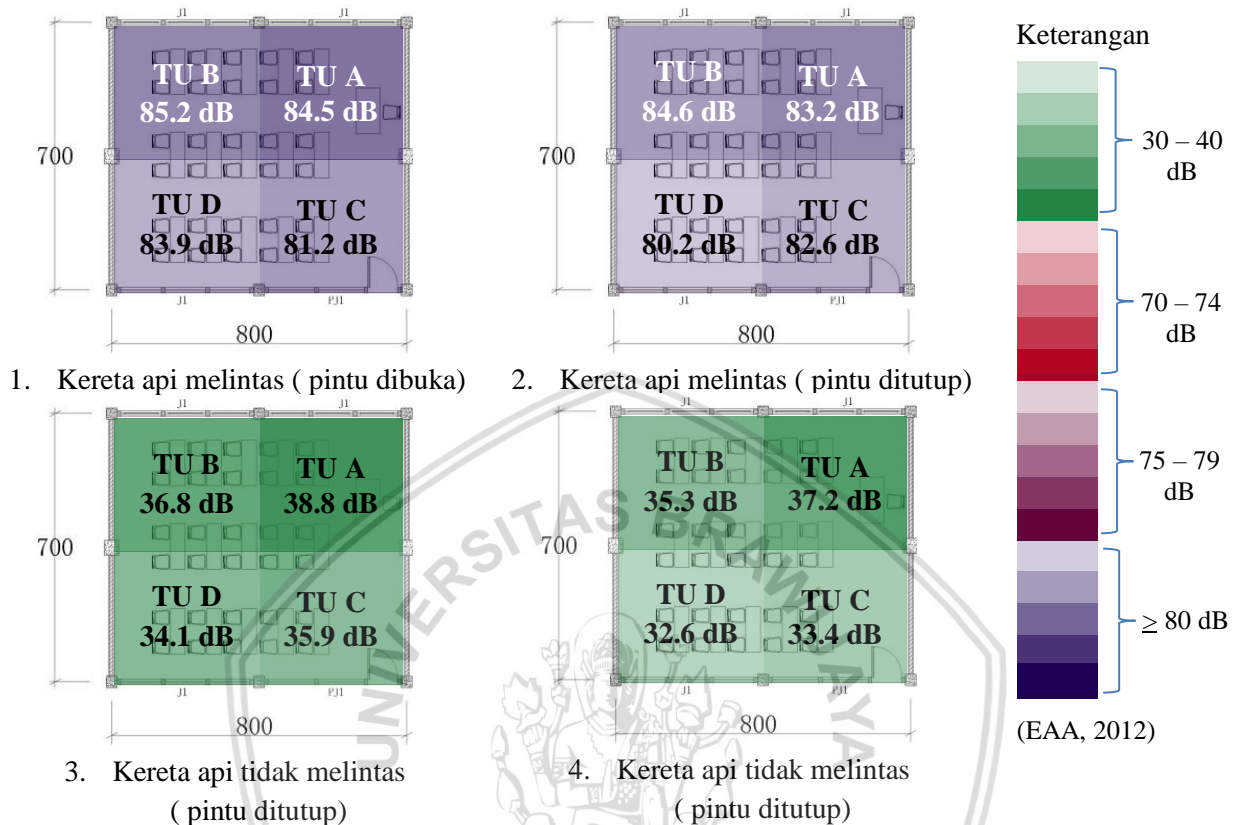 J1
J1
TU B
TU A
85.2 dB
84.5 dB
TU D
TU C
83.9 dB
81.2 dB
700
J1
PJ1
800
1. Kereta api melintas ( pintu dibuka)
J1
J1
TU B
TU A
84.6 dB
83.2 dB
TU D
TU C
80.2 dB
82.6 dB
700
J1
PJ1
800
2. Kereta api melintas ( pintu ditutup)
J1
J1
TU B
TU A
36.8 dB
38.8 dB
TU D
TU C
34.1 dB
35.9 dB
700
J1
PJ1
800
3. Kereta api tidak melintas
( pintu ditutup)
J1
J1
TU B
TU A
35.3 dB
37.2 dB
TU D
TU C
32.6 dB
33.4 dB
700
J1
PJ1
800
4. Kereta api tidak melintas
( pintu ditutup)
Keterangan
30 – 40
dB
70 – 74
dB
75 – 79
dB
≥ 80 dB
(EAA, 2012)
UNIVERSITAS BRAWIJAYA